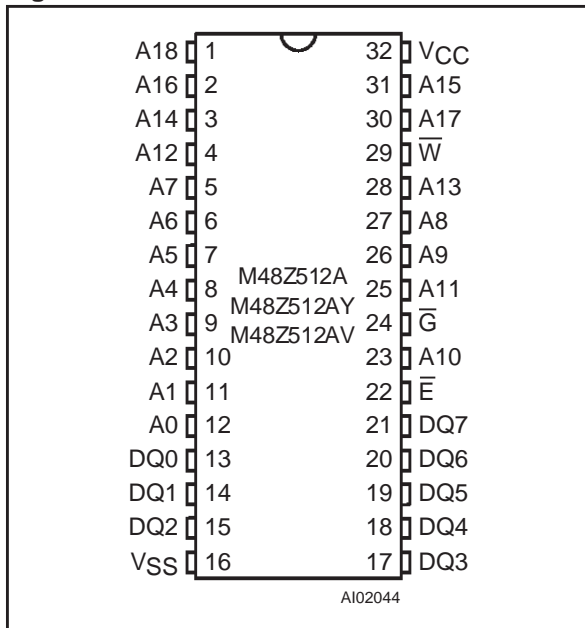 A18 1 32 VCC
A16 2 31 A15
A14 3 30 A17
A12 4 29 W̅
A7 5 28 A13
A6 6 27 A8
A5 7 26 A9
A4 8 M48Z512A 25 A11
A3 9 M48Z512AY 24 G̅
A2 10 M48Z512AV 23 A10
A1 11 22 E̅
A0 12 21 DQ7
DQ0 13 20 DQ6
DQ1 14 19 DQ5
DQ2 15 18 DQ4
VSS 16 17 DQ3
AI02044